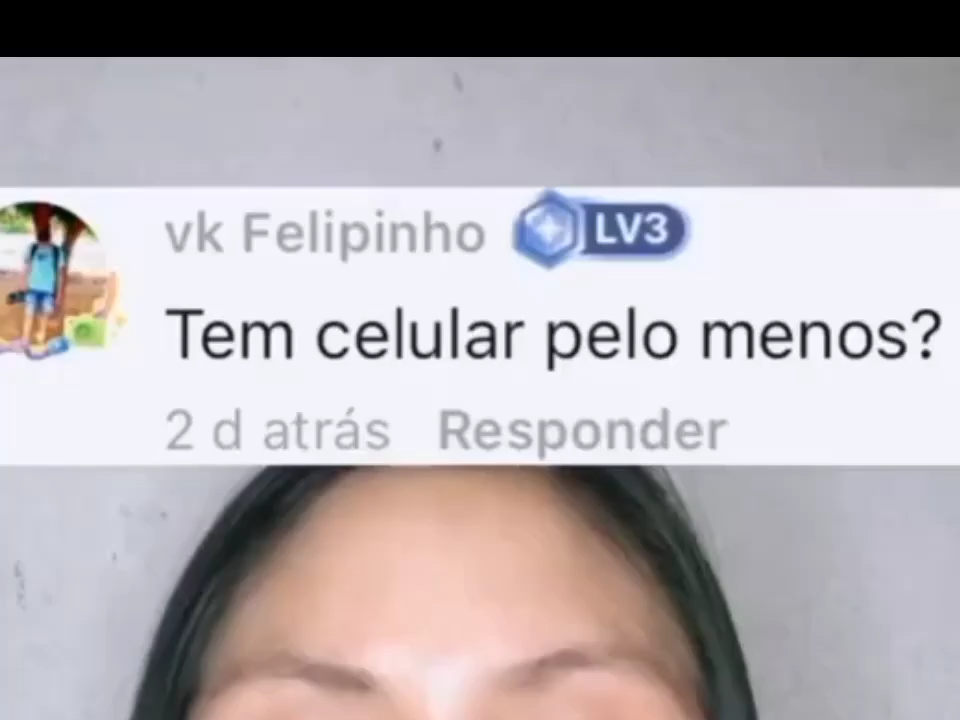 vk Felipinho LV3
Tem celular pelo menos?
2 d atrás Responder